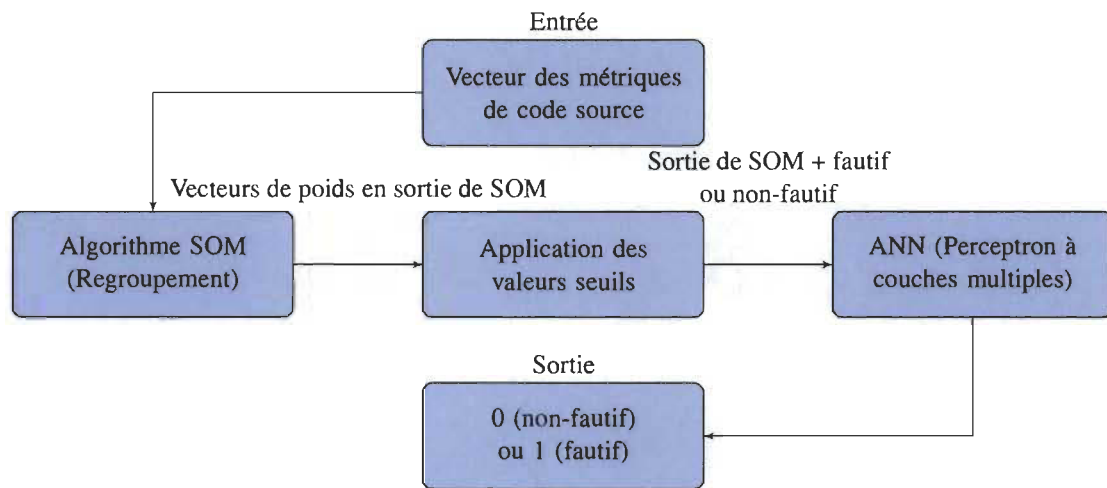 Entrée
Vecteur des métriques
de code source
Sortie de SOM + fautif
ou non-fautif
Vecteurs de poids en sortie de SOM
Algorithme SOM
(Regroupement)
Application des
valeurs seuils
ANN (Perceptron à
couches multiples)
Sortie
0 (non-fautif)
ou 1 (fautif)